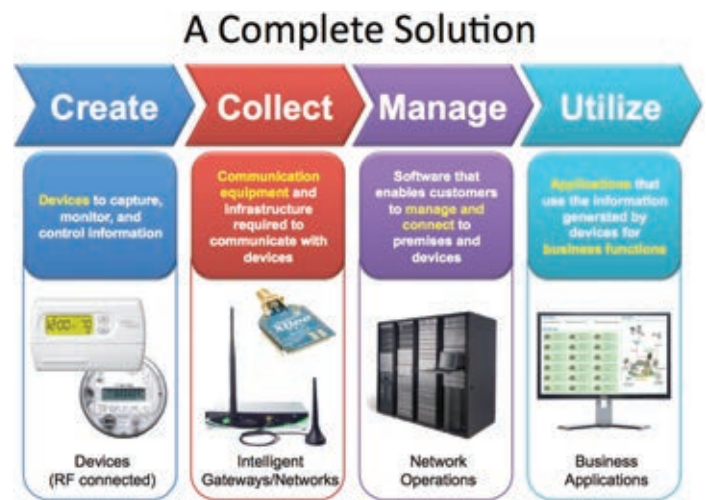 A Complete Solution
Create
Collect
Manage
Utilize
Devices to capture,
monitor, and
control information
Communication
equipment and
infrastructure
required to
communicate with
devices
Software that
enables customers
to manage and
connect to
premises and
devices
Applications that
use the information
generated by
devices for
business functions
Devices
(RF connected)
Intelligent
Gateways/Networks
Network
Operations
Business
Applications